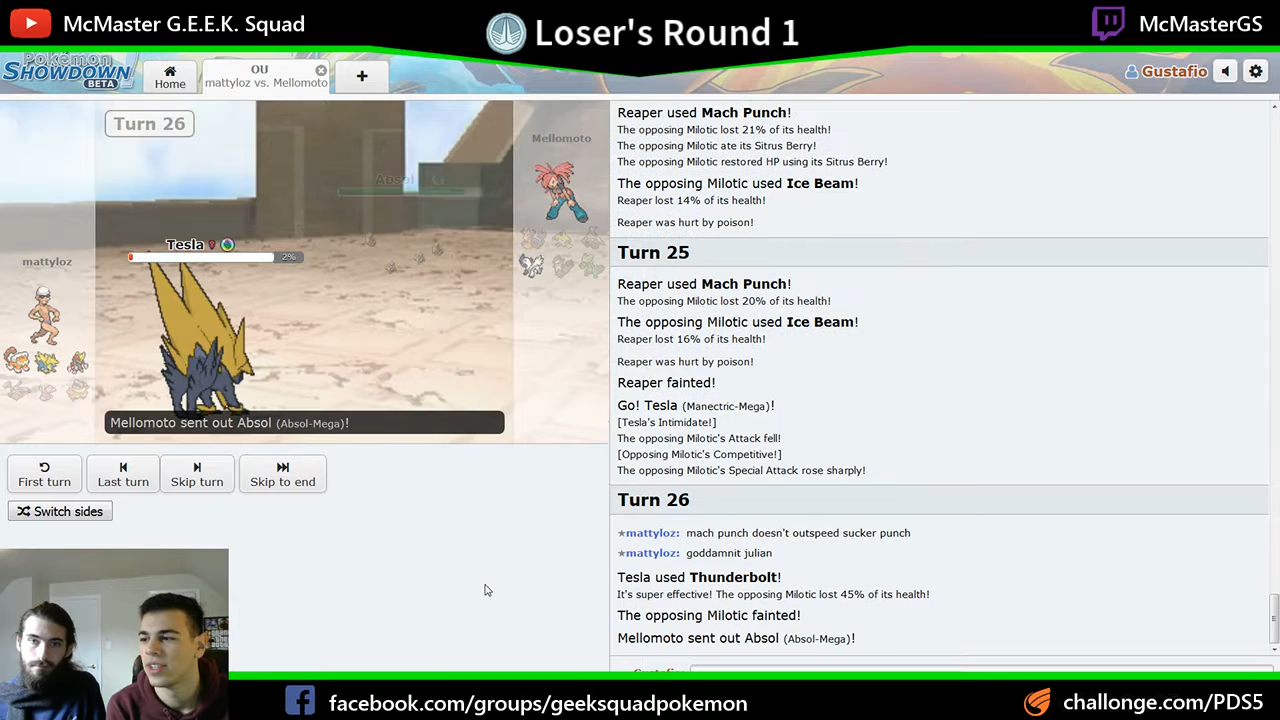 McMaster G.E.E.K. Squad
Loser's Round 1
McMasterGS
Pokémon
SHOWDOWN
BETA
Home
OU
mattyloz vs. Mellomoto
+
Gustafio
Turn 26
Mellomoto
Absol
Tesla
2%
mattyloz
Mellomoto sent out Absol (Absol-Mega)!
First turn
Last turn
Skip turn
Skip to end
Switch sides
Reaper used Mach Punch!
The opposing Milotic lost 21% of its health!
The opposing Milotic ate its Sitrus Berry!
The opposing Milotic restored HP using its Sitrus Berry!
The opposing Milotic used Ice Beam!
Reaper lost 14% of its health!
Reaper was hurt by poison!
Turn 25
Reaper used Mach Punch!
The opposing Milotic lost 20% of its health!
The opposing Milotic used Ice Beam!
Reaper lost 16% of its health!
Reaper was hurt by poison!
Reaper fainted!
Go! Tesla (Manectric-Mega)!
[Tesla's Intimidate!]
The opposing Milotic's Attack fell!
[Opposing Milotic's Competitive!]
The opposing Milotic's Special Attack rose sharply!
Turn 26
★mattyloz: mach punch doesn't outspeed sucker punch
★mattyloz: goddamnit julian
Tesla used Thunderbolt!
It's super effective! The opposing Milotic lost 45% of its health!
The opposing Milotic fainted!
Mellomoto sent out Absol (Absol-Mega)!
facebook.com/groups/geeksquadpokemon
challonge.com/PDS5